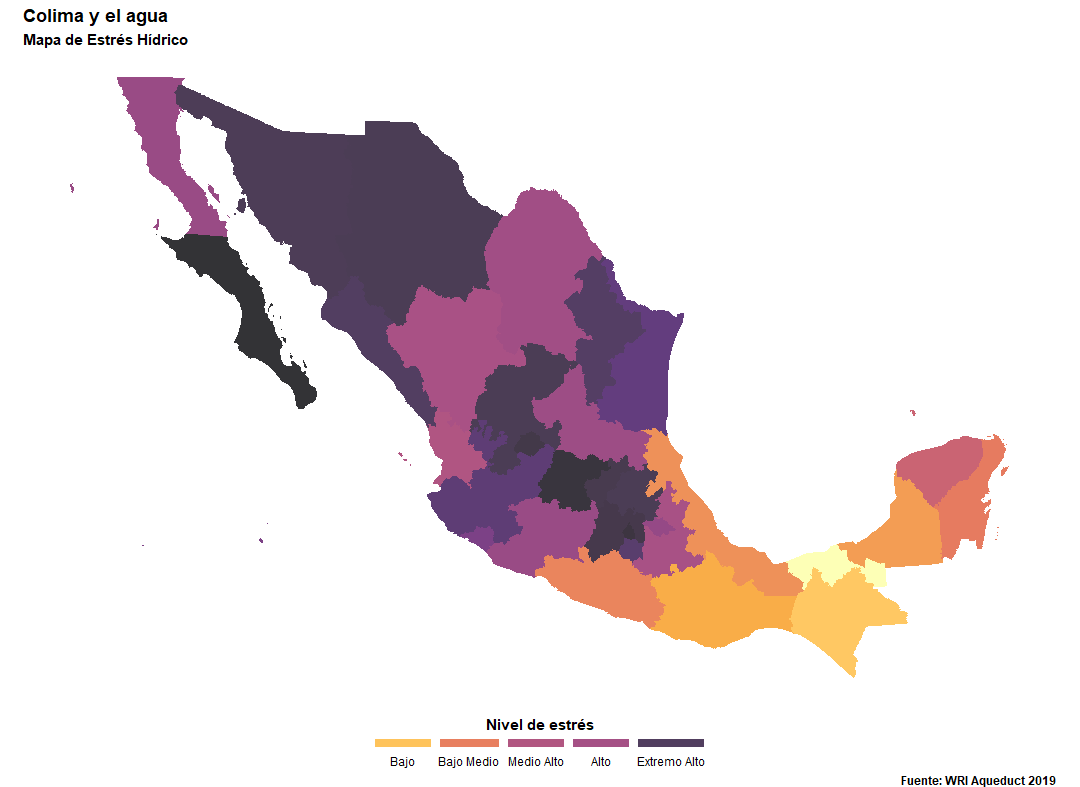 Colima y el agua
Mapa de Estrés Hídrico
Nivel de estrés
Bajo Bajo Medio Medio Alto Alto Extremo Alto
Fuente: WRI Aqueduct 2019